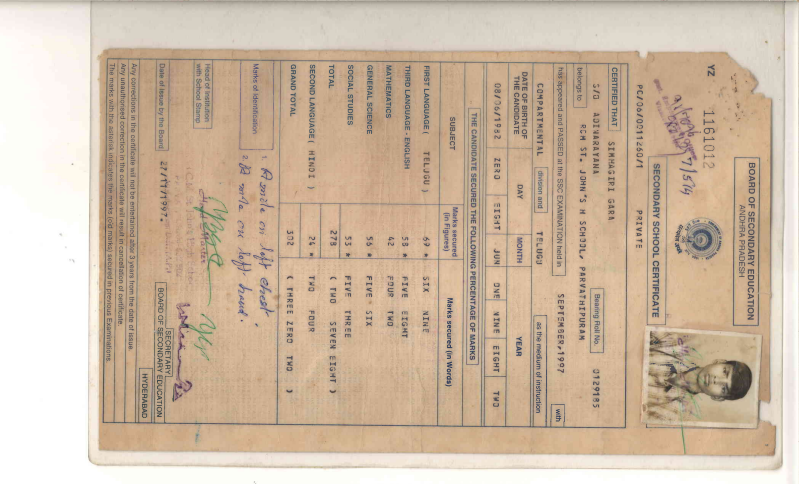 BOARD OF SECONDARY EDUCATION
ANDHRA PRADESH
SECONDARY SCHOOL CERTIFICATE
YZ 1161012
PC/06/0011260/1 PRIVATE
CERTIFIED THAT SIMMAGIRI GARA Bearing Roll No. 0129185
S/O ADINARAYANA
belongs to RCM ST. JOHN'S H SCHOOL, PARVATHIPURAM
has appeared and PASSED at the SSC EXAMINATION held in SEPTEMBER, 1997 with
COMPARTMENTAL division and TELUGU as the medium of instruction
DATE OF BIRTH OF THE CANDIDATE DAY MONTH YEAR
08/06/1982 ZERO EIGHT JUN ONE NINE EIGHT TWO
THE CANDIDATE SECURED THE FOLLOWING PERCENTAGE OF MARKS
SUBJECT Marks secured (in Figures) Marks secured (in Words)
FIRST LANGUAGE ( TELUGU ) 69 * SIX NINE
THIRD LANGUAGE - ENGLISH 58 * FIVE EIGHT
MATHEMATICS 42 FOUR TWO
GENERAL SCIENCE 56 * FIVE SIX
SOCIAL STUDIES 53 * FIVE THREE
TOTAL 278 ( TWO SEVEN EIGHT )
SECOND LANGUAGE ( HINDI ) 24 * TWO FOUR
GRAND TOTAL 302 ( THREE ZERO TWO )
Marks of Identification 1. A mole on left chest.
2. A mole on left hand.
Head of Institution
with School Stamp
SECRETARY
Date of Issue by the Board 27/11/1997. BOARD OF SECONDARY EDUCATION HYDERABAD
Any corrections in the certificate will not be entertained after 3 years from the date of issue.
Any unauthorised correction in the certificate will result in cancellation of certificate.
The marks with the asterisk indicates the marks (old marks) secured in previous Examinations.